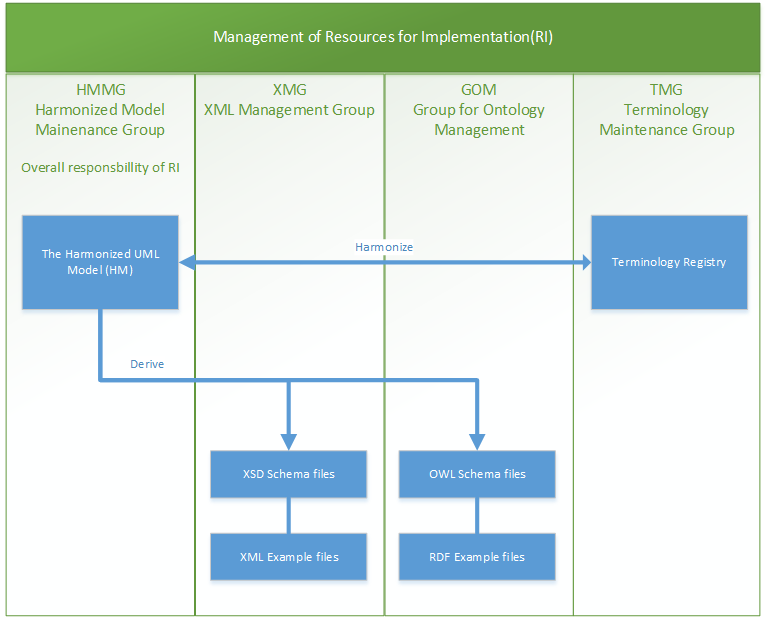 Management of Resources for Implementation(RI)
HMMG
Harmonized Model
Mainenance Group
Overall responsbillity of RI
XMG
XML Management Group
GOM
Group for Ontology
Management
TMG
Terminology
Maintenance Group
The Harmonized UML
Model (HM)
Harmonize
Terminology Registry
Derive
XSD Schema files
OWL Schema files
XML Example files
RDF Example files